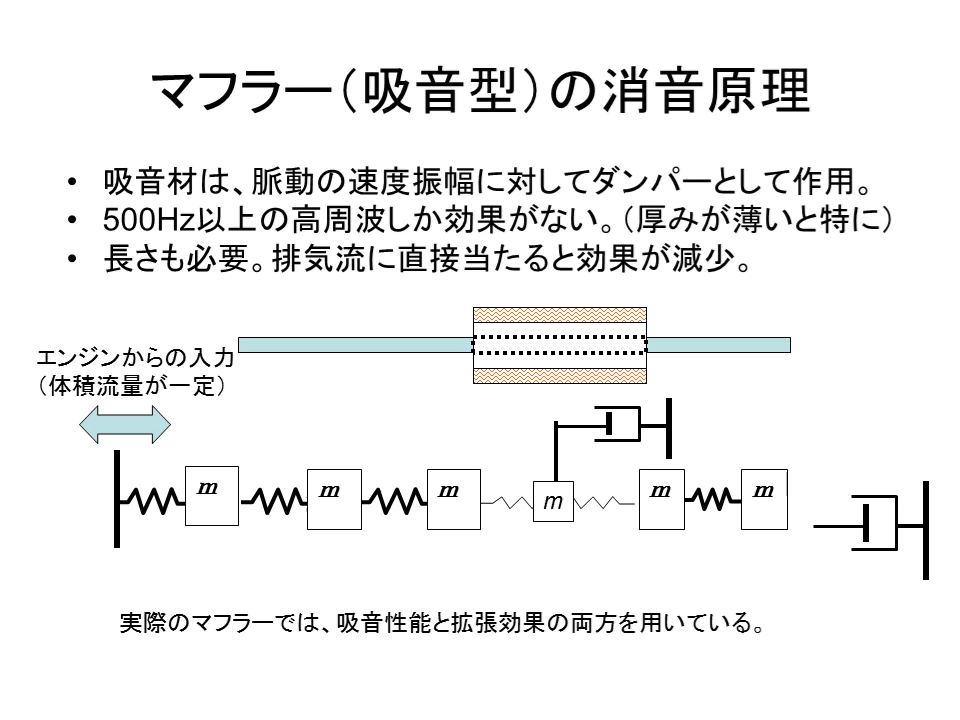 マフラー（吸音型）の消音原理
• 吸音材は、脈動の速度振幅に対してダンパーとして作用。
• 500Hz以上の高周波しか効果がない。（厚みが薄いと特に）
• 長さも必要。排気流に直接当たると効果が減少。
エンジンからの入力
（体積流量が一定）
m m m m m m
実際のマフラーでは、吸音性能と拡張効果の両方を用いている。